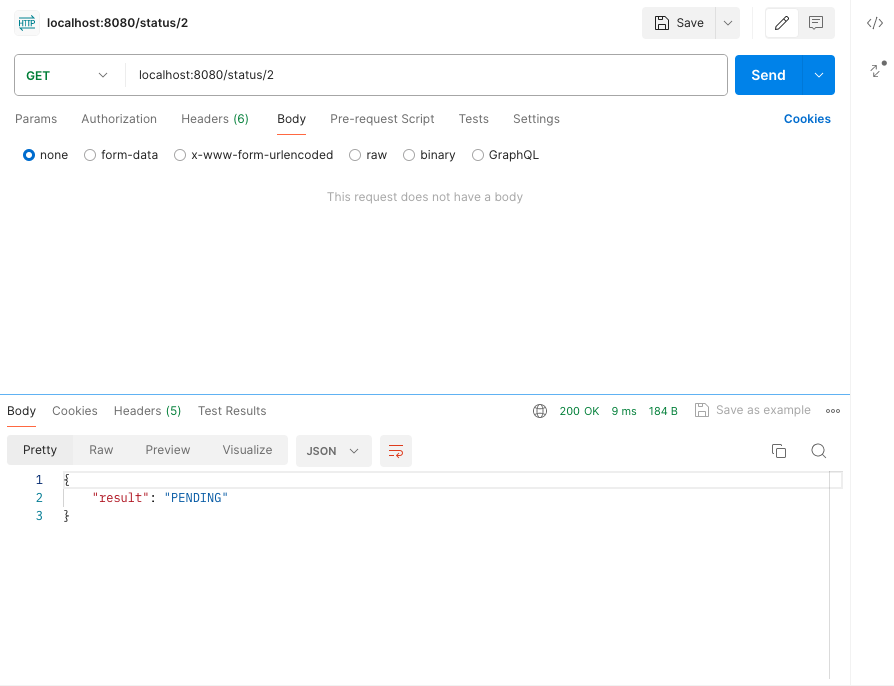 HTTP localhost:8080/status/2 Save
GET localhost:8080/status/2 Send
Params Authorization Headers (6) Body Pre-request Script Tests Settings Cookies
none form-data x-www-form-urlencoded raw binary GraphQL
This request does not have a body
Body Cookies Headers (5) Test Results 200 OK 9 ms 184 B Save as example
Pretty Raw Preview Visualize JSON
1 {
2 "result": "PENDING"
3 }